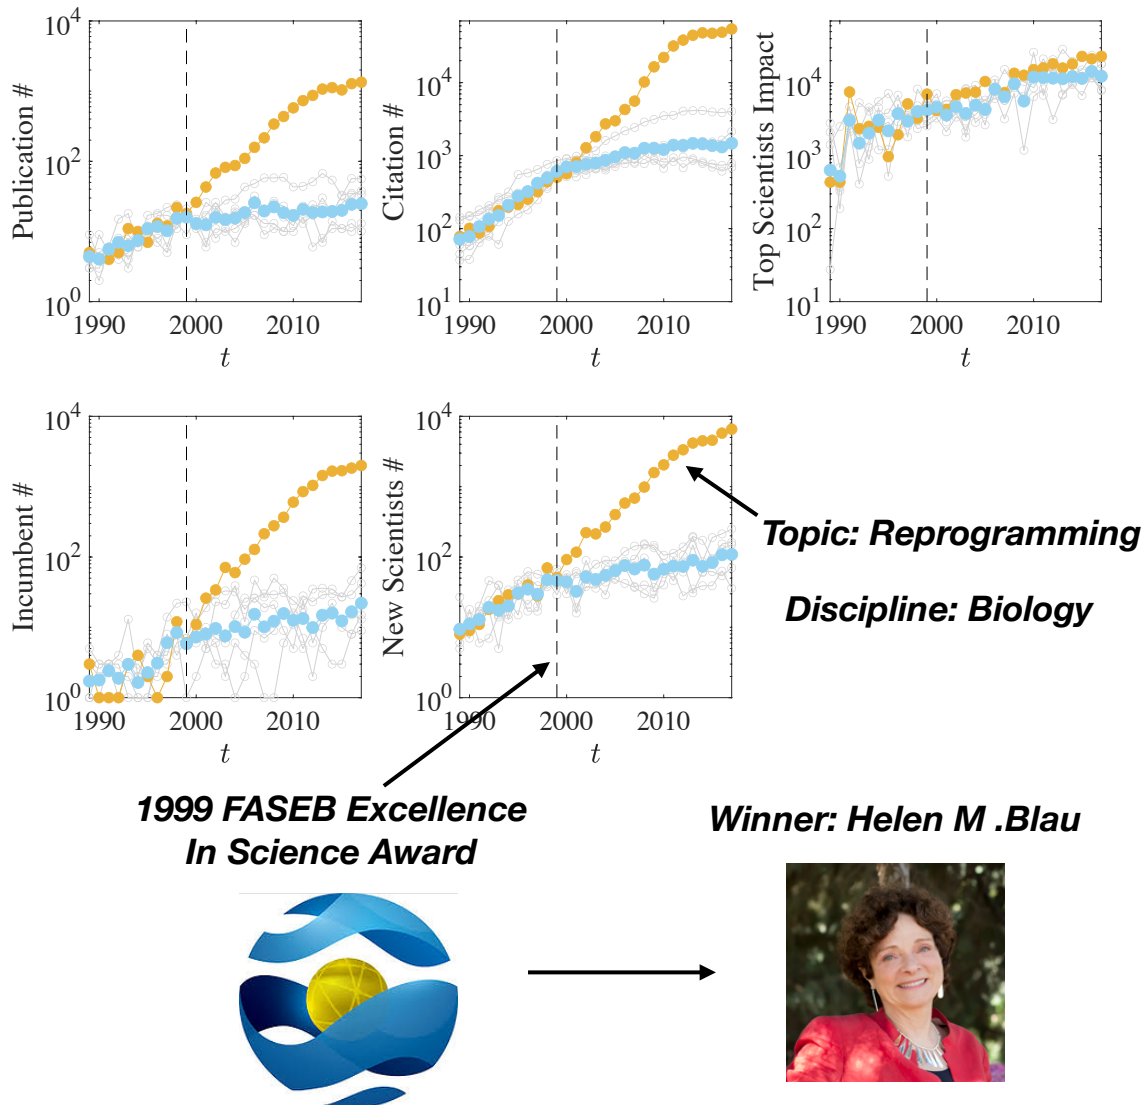 Publication #
10^4
10^2
10^0
1990
2000
2010
t
Citation #
10^4
10^3
10^2
10^1
1990
2000
2010
t
Top Scientists Impact
10^4
10^3
10^2
10^1
1990
2000
2010
t
Incumbent #
10^4
10^2
10^0
1990
2000
2010
t
New Scientists #
10^4
10^2
10^0
1990
2000
2010
t
Topic: Reprogramming
Discipline: Biology
1999 FASEB Excellence
In Science Award
Winner: Helen M .Blau